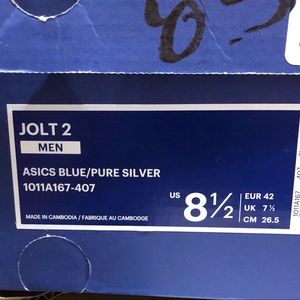 JOLT 2
MEN
ASICS BLUE/PURE SILVER
1011A167-407
US 8½
EUR 42
UK 7½
CM 26.5
MADE IN CAMBODIA / FABRIQUE AU CAMBODGE